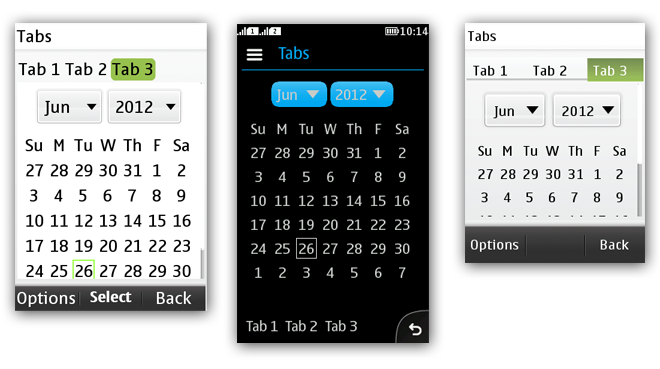 Tabs
Tab 1 Tab 2 Tab 3
Jun 2012
Su M Tu W Th F Sa
27 28 29 30 31 1 2
3 4 5 6 7 8 9
10 11 12 13 14 15 16
17 18 19 20 21 22 23
24 25 26 27 28 29 30
Options Select Back
1 2 10:14
Tabs
Jun 2012
Su M Tu W Th F Sa
27 28 29 30 31 1 2
3 4 5 6 7 8 9
10 11 12 13 14 15 16
17 18 19 20 21 22 23
24 25 26 27 28 29 30
1 2 3 4 5 6 7
Tab 1 Tab 2 Tab 3
Tabs
Tab 1 Tab 2 Tab 3
Jun 2012
Su M Tu W Th F Sa
27 28 29 30 31 1 2
3 4 5 6 7 8 9
Options Back